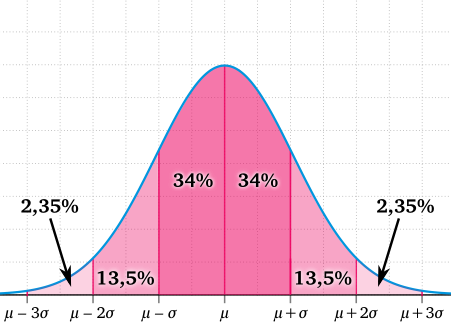 34% 34%
2,35% 2,35%
13,5% 13,5%
μ − 3σ μ − 2σ μ − σ μ μ + σ μ + 2σ μ + 3σ